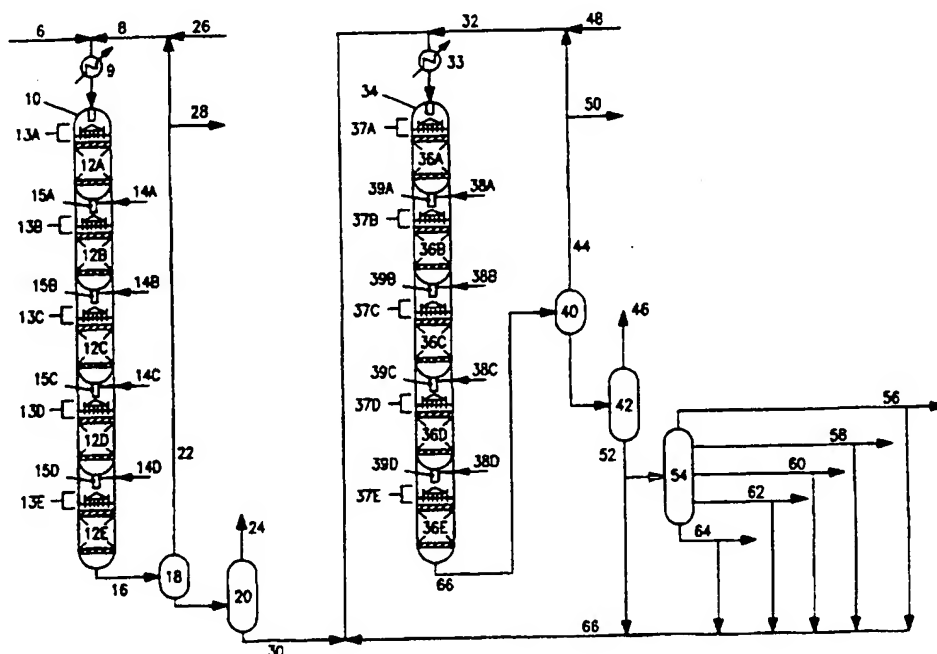 6 8 26 32 48
9 33
10 34
28 50
13A 37A
12A 36A
15A 14A 39A 38A
13B 37B
12B 36B 44
15B 14B 39B 38B
13C 37C 40 46
12C 36C
15C 14C 39C 38C
13D 37D 42 56
12D 22 36D 52 58
15D 14D 39D 38D 54 60
13E 37E 62
12E 24 36E 64
16 18 66
20
30 66